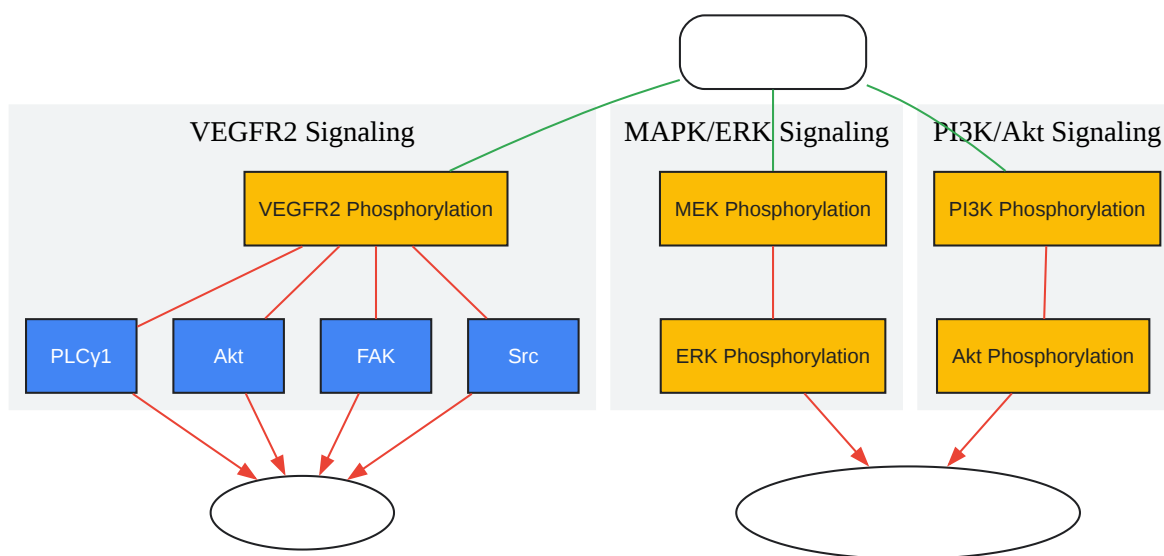 VEGFR2 Signaling
MAPK/ERK Signaling
PI3K/Akt Signaling
VEGFR2 Phosphorylation
MEK Phosphorylation
PI3K Phosphorylation
PLCγ1
Akt
FAK
Src
ERK Phosphorylation
Akt Phosphorylation